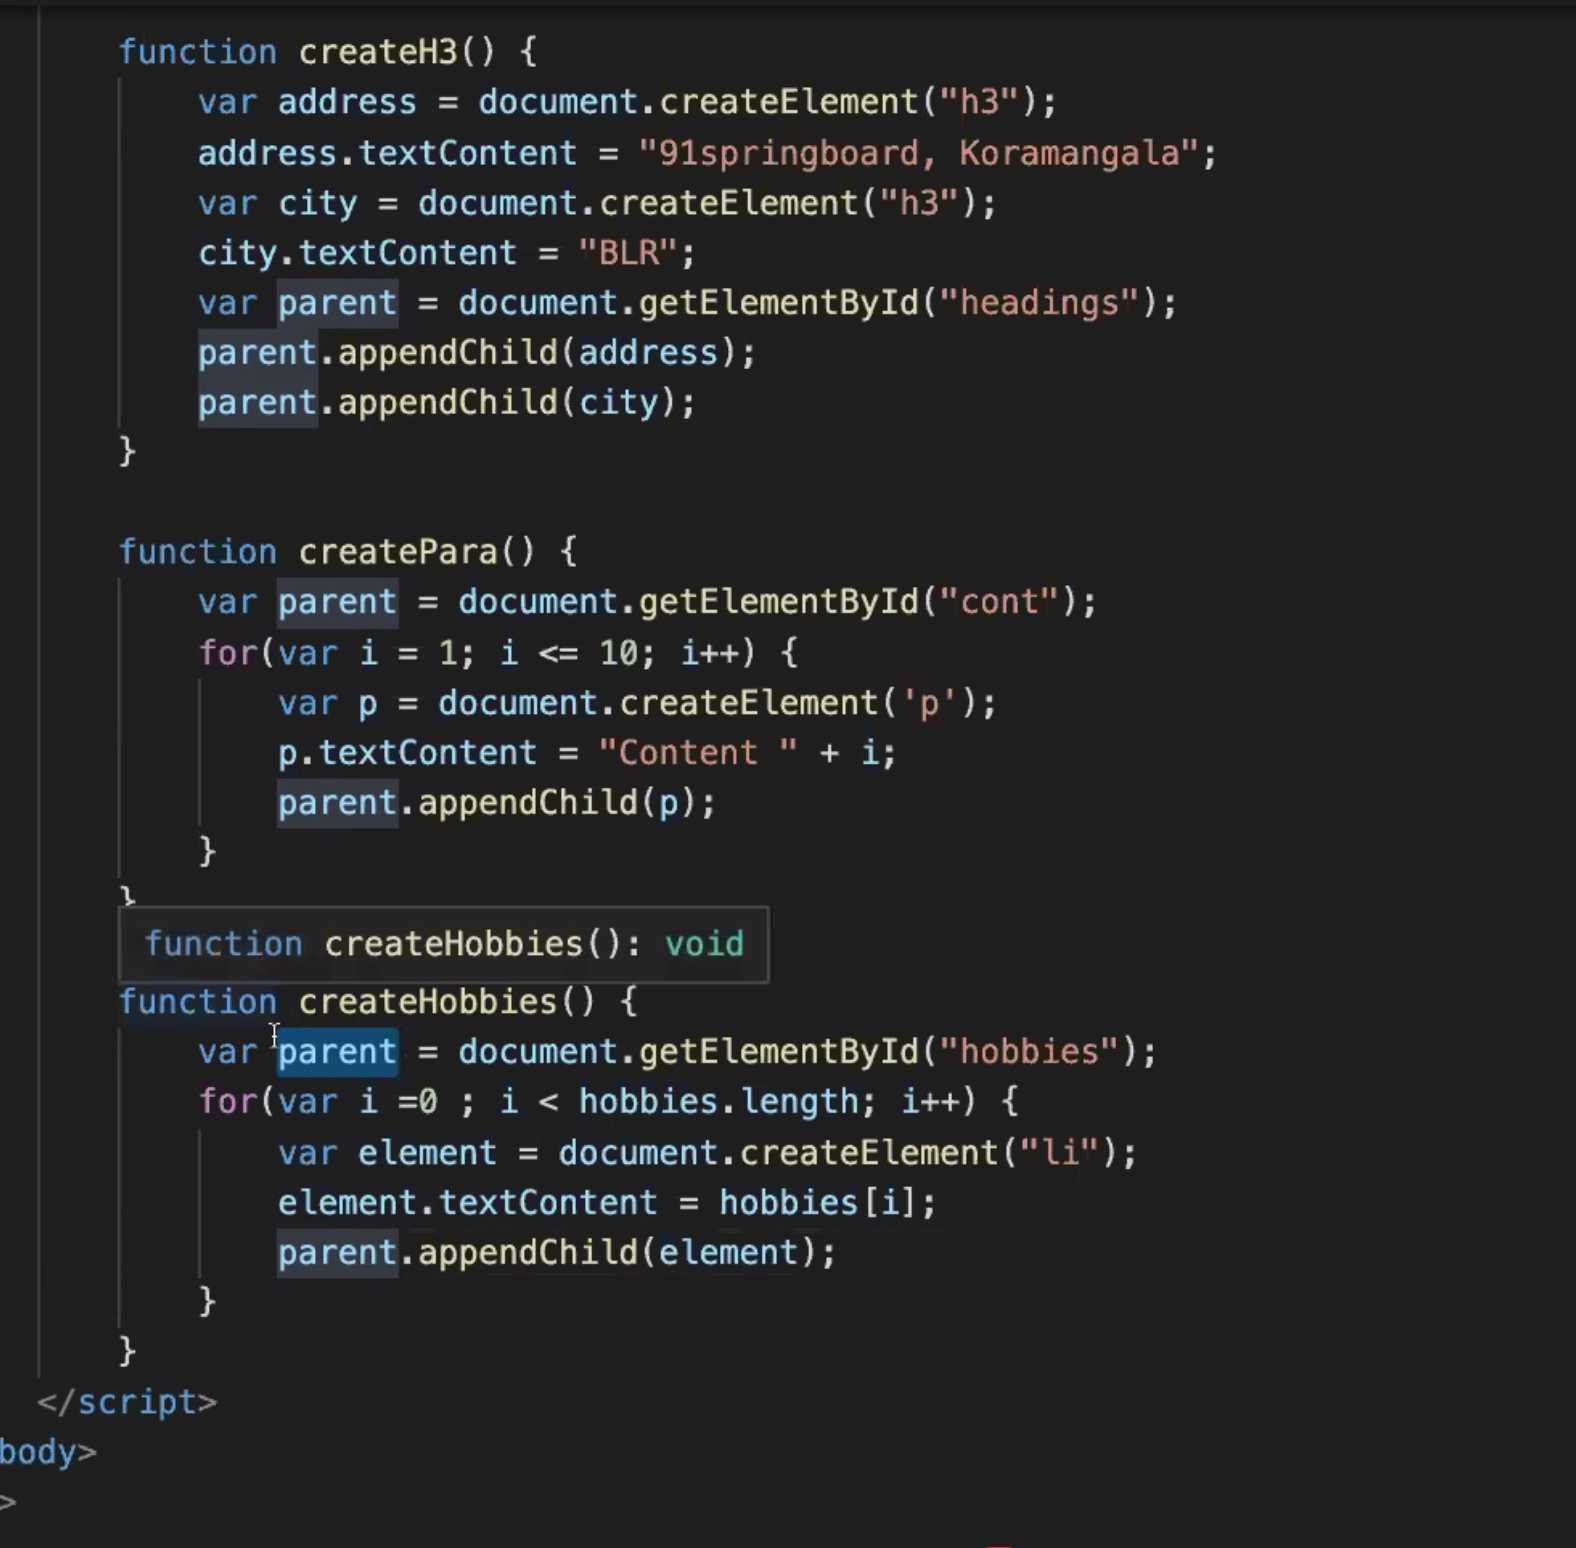 function createH3() {
var address = document.createElement("h3");
address.textContent = "91springboard, Koramangala";
var city = document.createElement("h3");
city.textContent = "BLR";
var parent = document.getElementById("headings");
parent.appendChild(address);
parent.appendChild(city);
}
function createPara() {
var parent = document.getElementById("cont");
for(var i = 1; i <= 10; i++) {
var p = document.createElement('p');
p.textContent = "Content " + i;
parent.appendChild(p);
}
}
function createHobbies(): void
function createHobbies() {
var parent = document.getElementById("hobbies");
for(var i =0 ; i < hobbies.length; i++) {
var element = document.createElement("li");
element.textContent = hobbies[i];
parent.appendChild(element);
}
}
</script>
body>
>